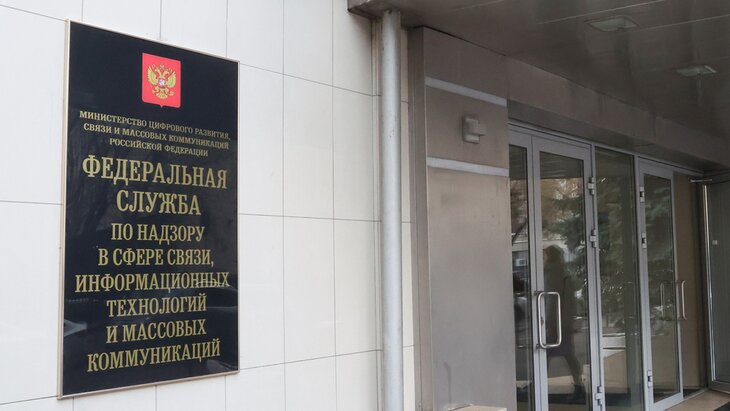 МИНИСТЕРСТВО ЦИФРОВОГО РАЗВИТИЯ,
СВЯЗИ И МАССОВЫХ КОММУНИКАЦИЙ
РОССИЙСКОЙ ФЕДЕРАЦИИ
ФЕДЕРАЛЬНАЯ
СЛУЖБА
ПО НАДЗОРУ
В СФЕРЕ СВЯЗИ,
ИНФОРМАЦИОННЫХ
ТЕХНОЛОГИЙ
И МАССОВЫХ
КОММУНИКАЦИЙ